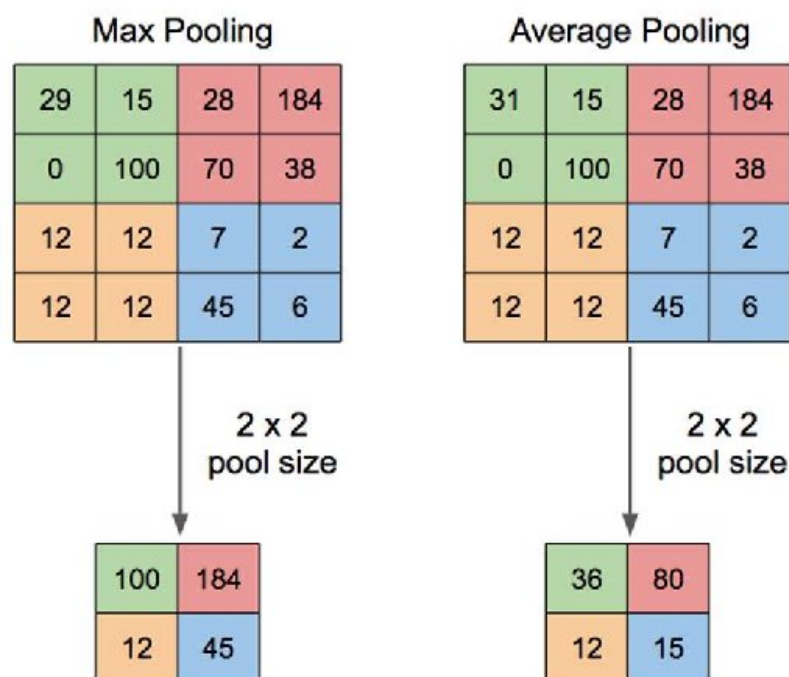 Max Pooling Average Pooling
29 15 28 184 31 15 28 184
0 100 70 38 0 100 70 38
12 12 7 2 12 12 7 2
12 12 45 6 12 12 45 6
2 x 2 2 x 2
pool size pool size
100 184 36 80
12 45 12 15